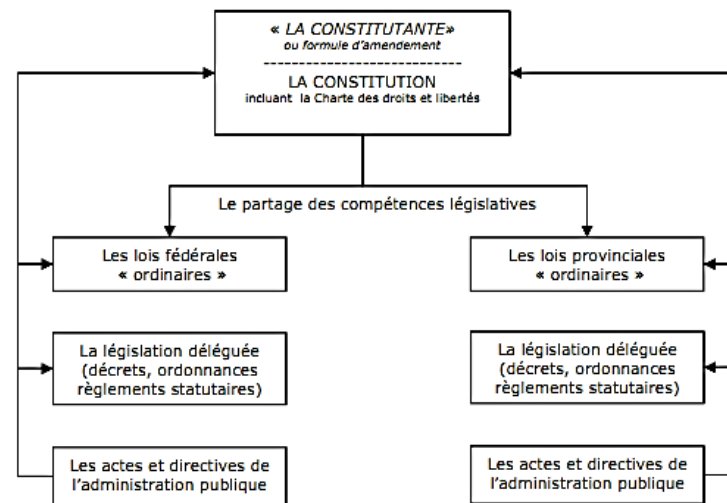 « LA CONSTITUTANTE»
ou formule d'amendement
LA CONSTITUTION
incluant la Charte des droits et libertés
Le partage des compétences législatives
Les lois fédérales
« ordinaires »
Les lois provinciales
« ordinaires »
La législation déléguée
(décrets, ordonnances
règlements statutaires)
La législation déléguée
(décrets, ordonnances
règlements statutaires)
Les actes et directives de
l'administration publique
Les actes et directives de
l'administration publique